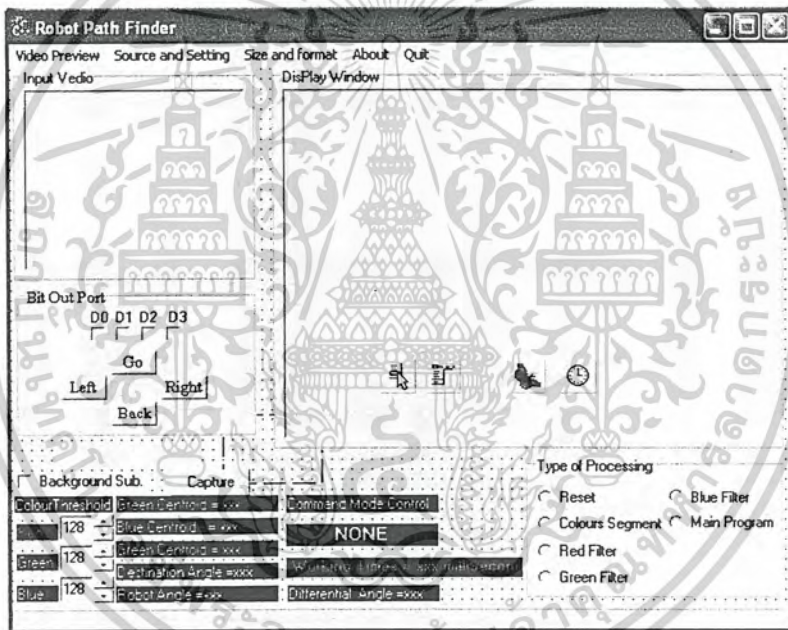 Robot Path Finder
Video Preview Source and Setting Size and format About Quit
Input Vedio
DisPlay Window
Bit Out Port
D0 D1 D2 D3
Go
Left Right
Back
Background Sub.
Capture
ColourThreshold
128
Green 128
Blue 128
Green Centroid =xxx
Blue Centroid =xxx
Green Centroid =xxx
Destination Angle =xxx
Robot Angle =xxx
Command Mode Control
NONE
Differential Angle =xxx
Type of Processing
Reset
Colours Segment
Red Filter
Green Filter
Blue Filter
Main Program